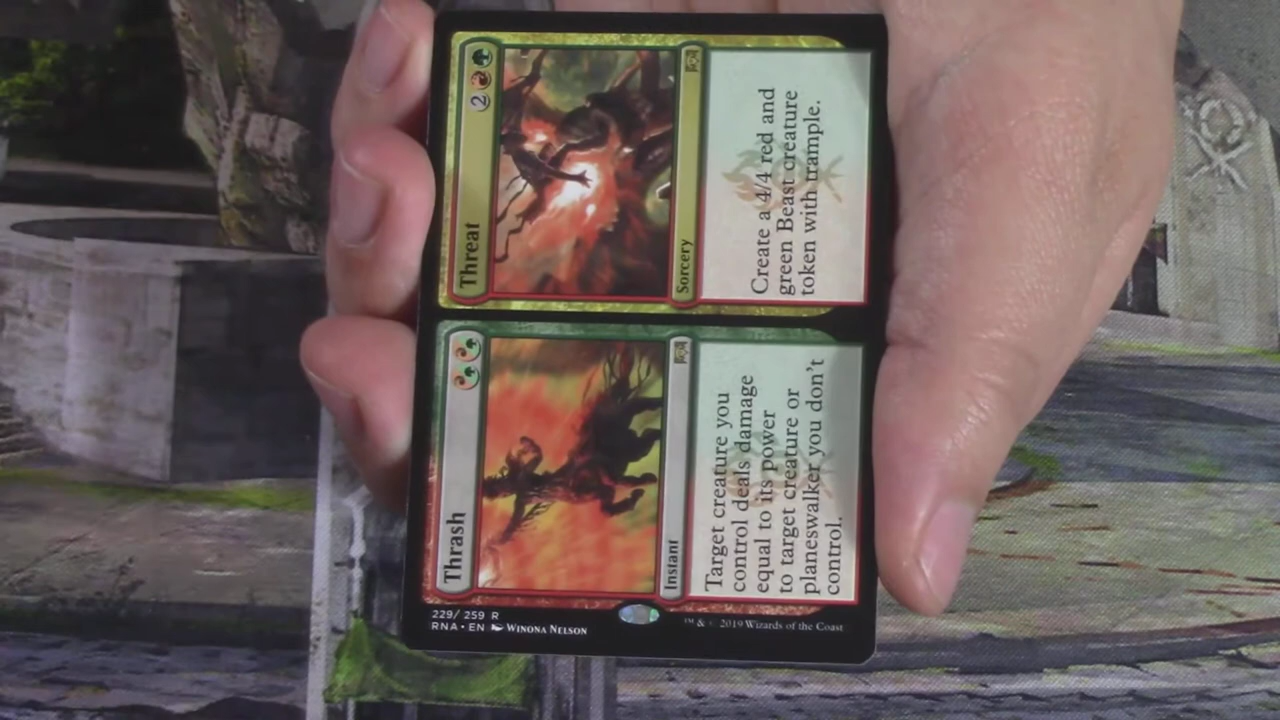 Thrash
Instant
Target creature you
control deals damage
equal to its power
to target creature or
planeswalker you don't
control.
Threat
2
Sorcery
Create a 4/4 red and
green Beast creature
token with trample.
229/259 R
RNA • EN WINONA NELSON
™ & © 2019 Wizards of the Coast